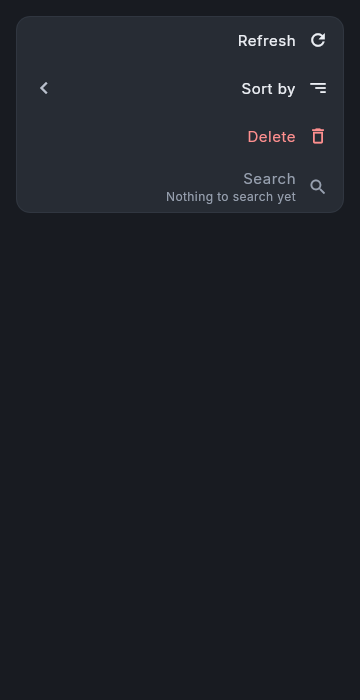 Refresh
Sort by
Delete
Search
Nothing to search yet